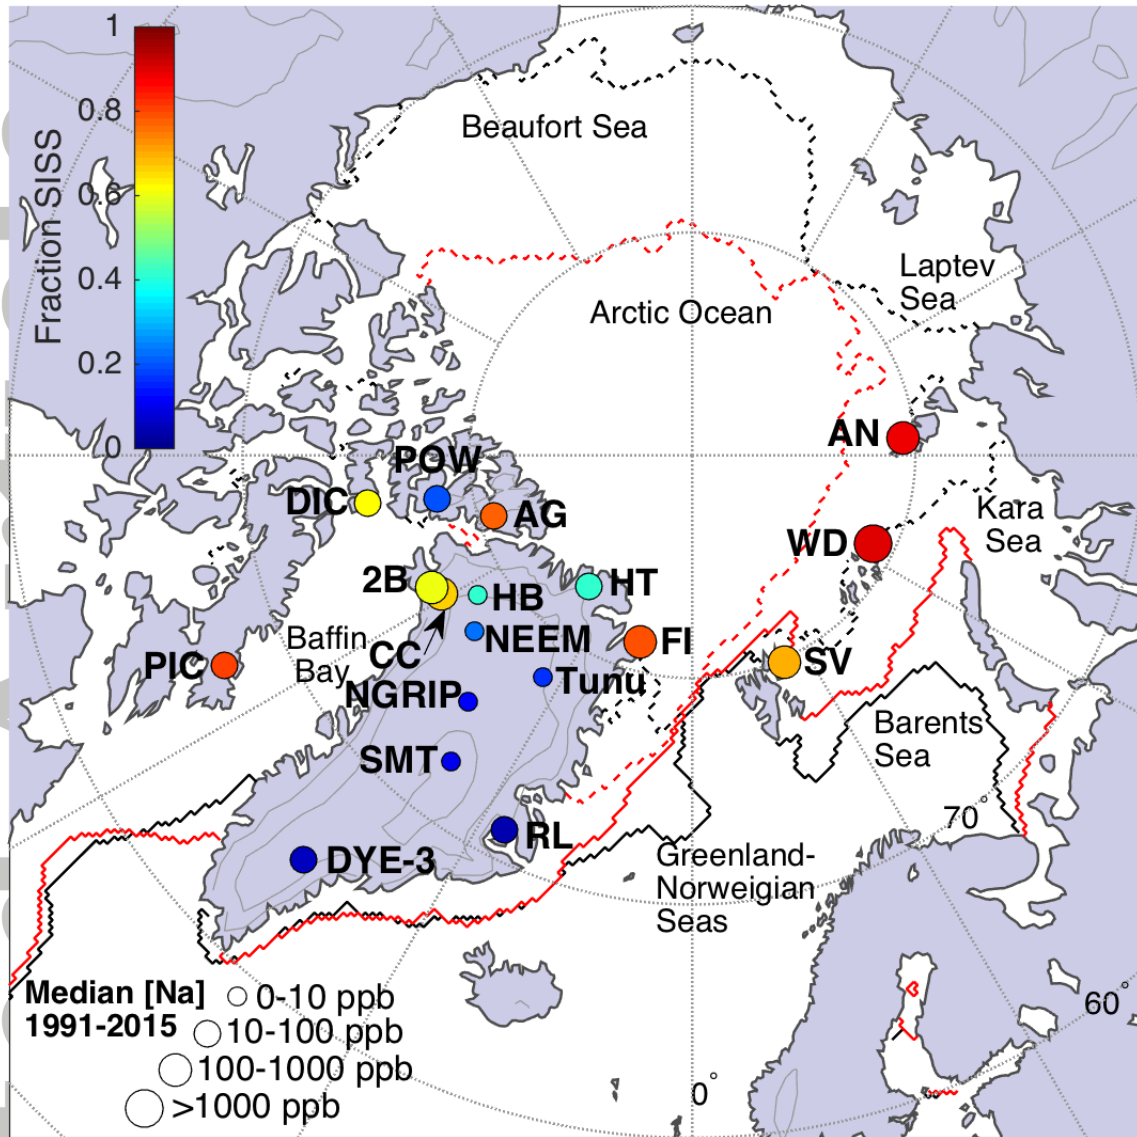 1
0.8
0.6
0.4
0.2
0
Fraction SISS
Beaufort Sea
Laptev
Sea
Arctic Ocean
AN
POW
DIC
AG
Kara
Sea
WD
2B
HB
HT
Baffin
Bay
NEEM
FI
CC
PIC
SV
Tunu
NGRIP
Barents
Sea
SMT
70°
RL
DYE-3
Greenland-
Norweigian
Seas
Median [Na]
1991-2015
0-10 ppb
10-100 ppb
100-1000 ppb
>1000 ppb
60°
0°